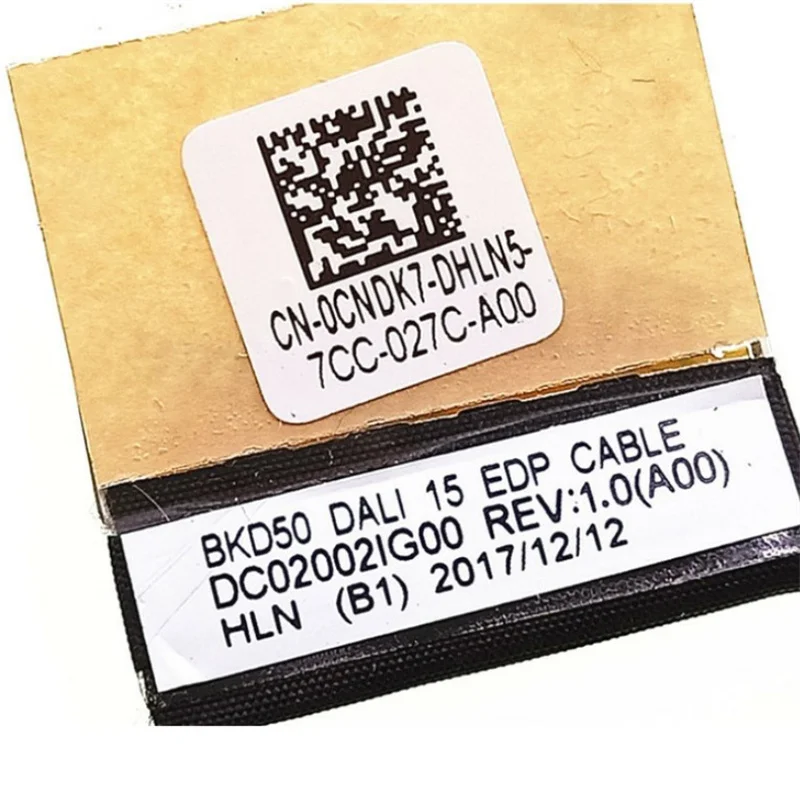 CN-0CNDK7-DHLN5-
7CC-027C-A00
BKD50 DALI 15 EDP CABLE
DC02002IG00 REV:1.0(A00)
HLN (B1) 2017/12/12